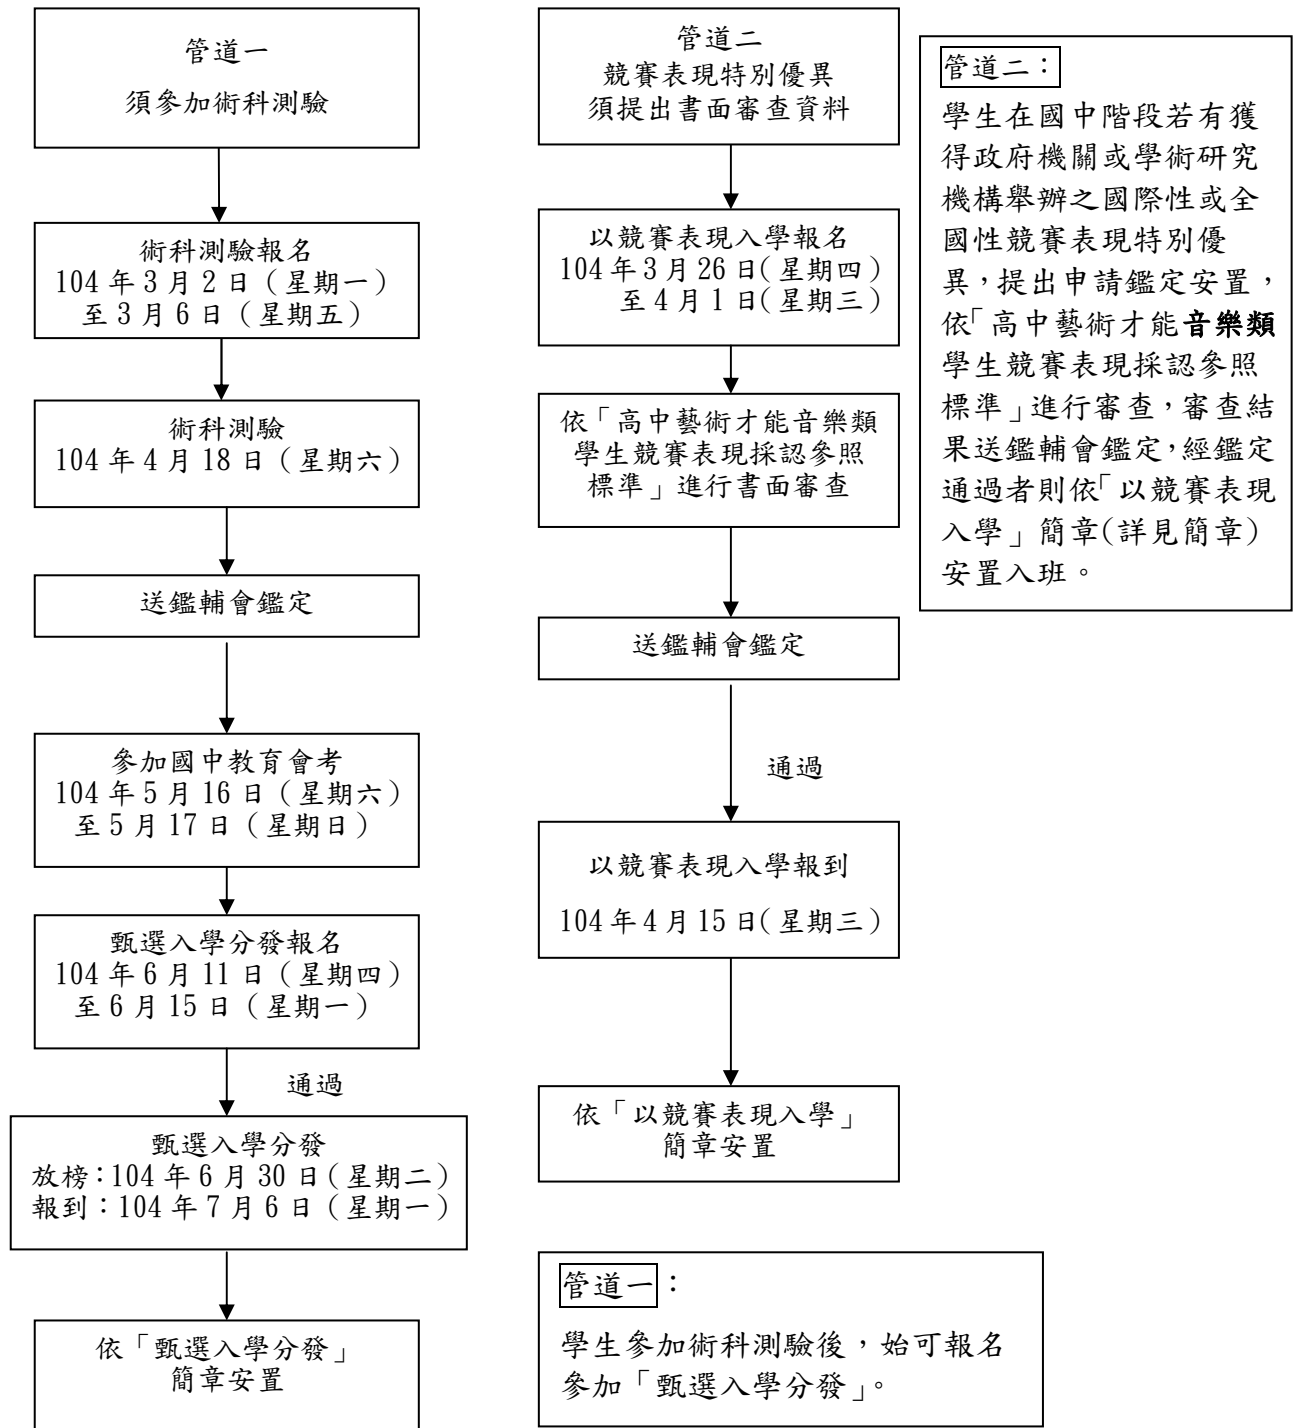 管道一
須參加術科測驗
術科測驗報名
104 年 3 月 2 日（星期一）
至 3 月 6 日（星期五）
術科測驗
104 年 4 月 18 日（星期六）
送鑑輔會鑑定
參加國中教育會考
104 年 5 月 16 日（星期六）
至 5 月 17 日（星期日）
甄選入學分發報名
104 年 6 月 11 日（星期四）
至 6 月 15 日（星期一）
通過
甄選入學分發
放榜：104 年 6 月 30 日（星期二）
報到：104 年 7 月 6 日（星期一）
依「甄選入學分發」
簡章安置
管道二
競賽表現特別優異
須提出書面審查資料
以競賽表現入學報名
104 年 3 月 26 日(星期四)
至 4 月 1 日(星期三)
依「高中藝術才能音樂類
學生競賽表現採認參照
標準」進行書面審查
送鑑輔會鑑定
通過
以競賽表現入學報到
104 年 4 月 15 日(星期三)
依「以競賽表現入學」
簡章安置
管道二：
學生在國中階段若有獲
得政府機關或學術研究
機構舉辦之國際性或全
國性競賽表現特別優
異，提出申請鑑定安置，
依「高中藝術才能音樂類
學生競賽表現採認參照
標準」進行審查，審查結
果送鑑輔會鑑定，經鑑定
通過者則依「以競賽表現
入學」簡章(詳見簡章)
安置入班。
管道一：
學生參加術科測驗後，始可報名
參加「甄選入學分發」。